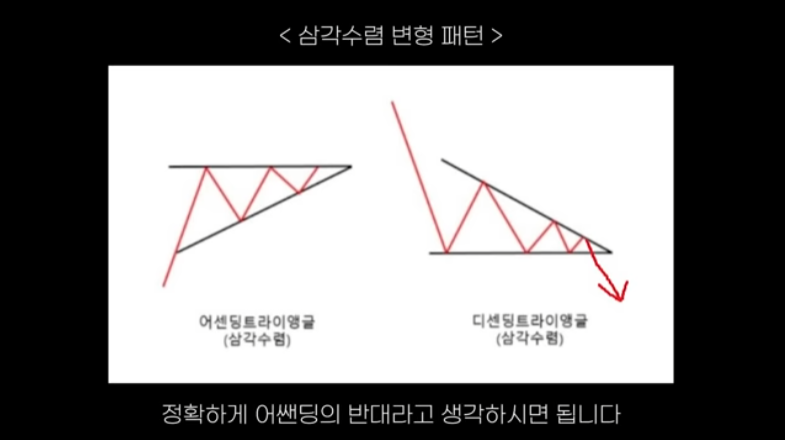 < 삼각수렴 변형 패턴 >
어센딩트라이앵글
(삼각수렴)
디센딩트라이앵글
(삼각수렴)
정확하게 어쌘딩의 반대라고 생각하시면 됩니다